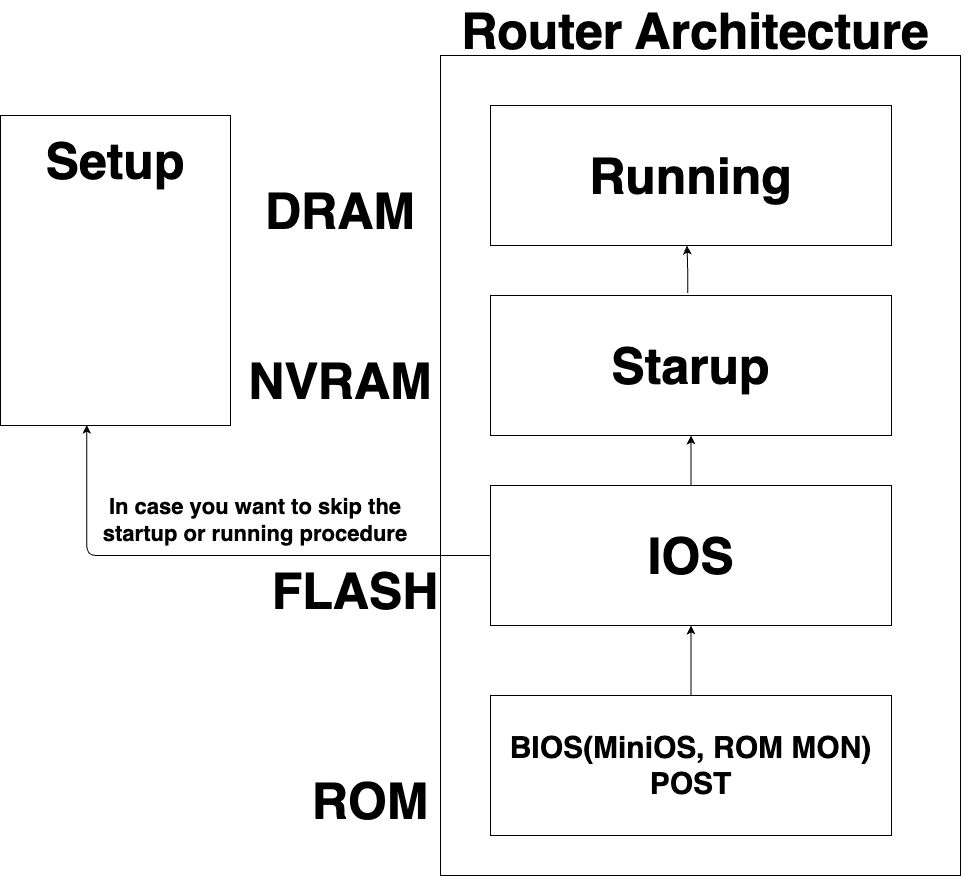 Router Architecture
Setup
DRAM
Running
NVRAM
Starup
In case you want to skip the
startup or running procedure
FLASH
IOS
ROM
BIOS(MiniOS, ROM MON)
POST